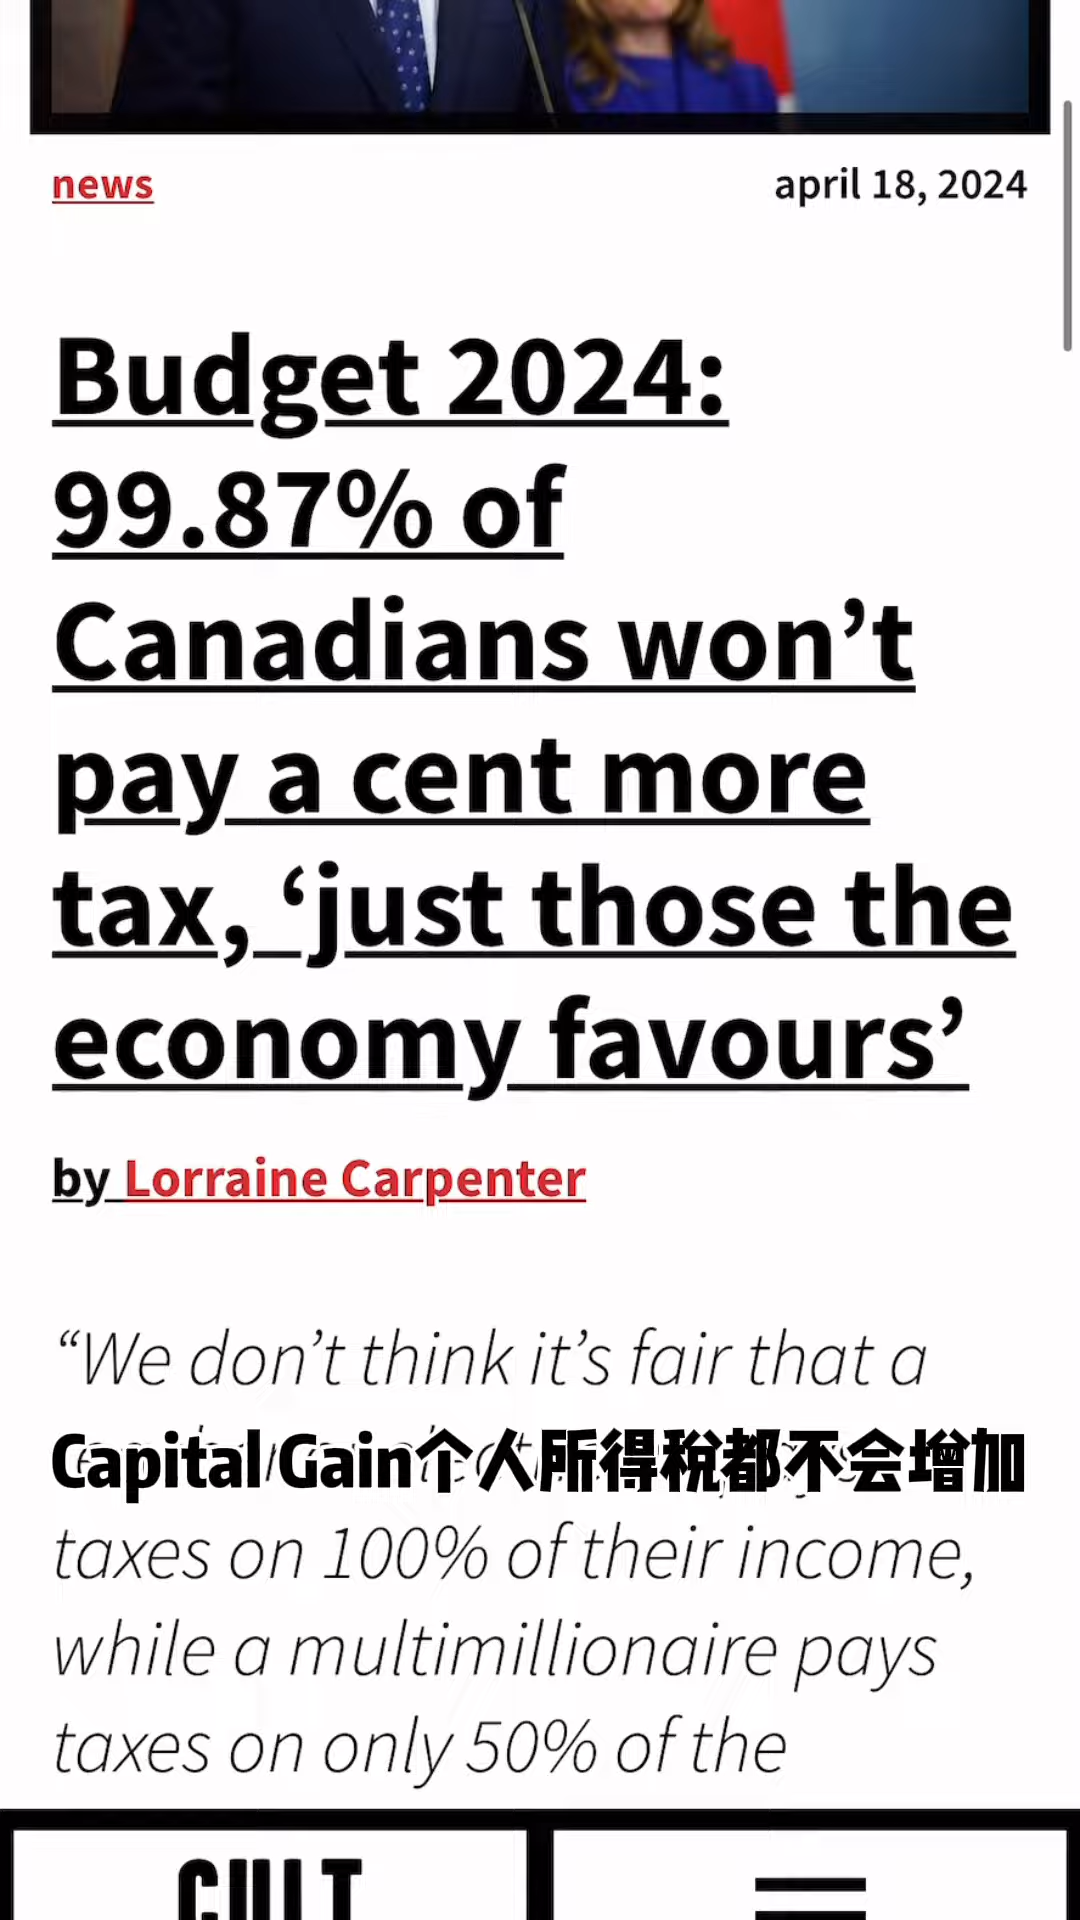 news
april 18, 2024
Budget 2024:
99.87% of
Canadians won’t
pay a cent more
tax, ‘just those the
economy favours’
by Lorraine Carpenter
“We don’t think it’s fair that a
Capital Gain个人所得税都不会增加
taxes on 100% of their income,
while a multimillionaire pays
taxes on only 50% of the
CULT